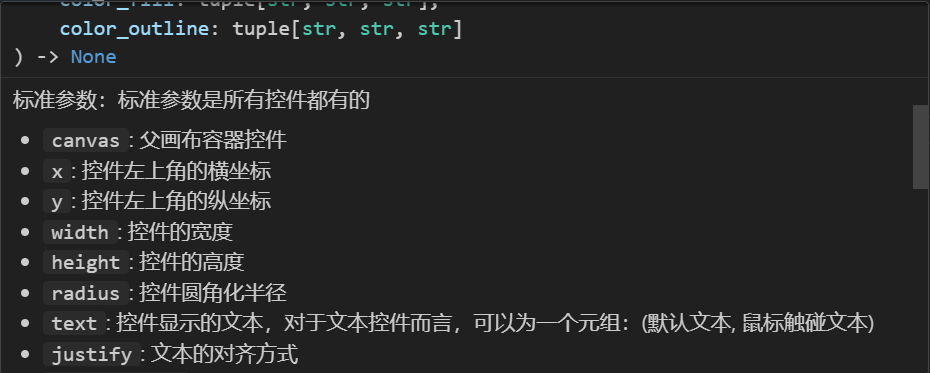 color_fill: tuple[str, str, str],
color_outline: tuple[str, str, str]
) -> None
标准参数：标准参数是所有控件都有的
• canvas: 父画布容器控件
• x: 控件左上角的横坐标
• y: 控件左上角的纵坐标
• width: 控件的宽度
• height: 控件的高度
• radius: 控件圆角化半径
• text: 控件显示的文本，对于文本控件而言，可以为一个元组：(默认文本, 鼠标触碰文本)
• justify: 文本的对齐方式